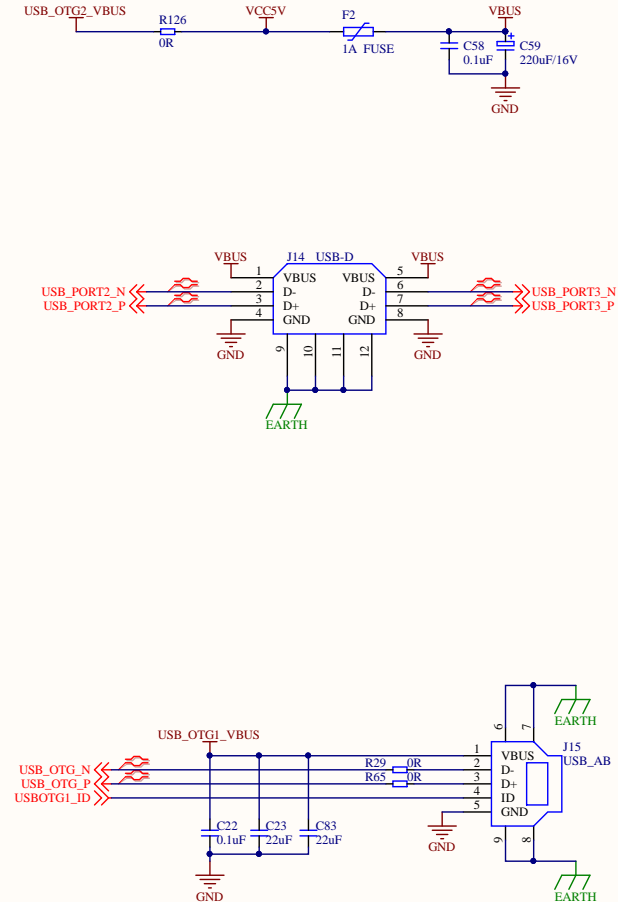 USB_OTG2_VBUS
R126
0R
VCC5V
F2
1A FUSE
VBUS
C58
0.1uF
+
C59
220uF/16V
GND
J14 USB-D
VBUS
VBUS
1 VBUS VBUS 5
USB_PORT2_N 2 D- D- 6 USB_PORT3_N
USB_PORT2_P 3 D+ D+ 7 USB_PORT3_P
4 GND GND 8
GND
GND
9 10 11 12
EARTH
6 7
EARTH
USB_OTG1_VBUS
J15
USB_AB
1 VBUS
USB_OTG_N R29 0R 2 D-
USB_OTG_P R65 0R 3 D+
USBOTG1_ID 4 ID
5 GND
C22
0.1uF
C23
22uF
C83
22uF
GND
9 8
GND
EARTH